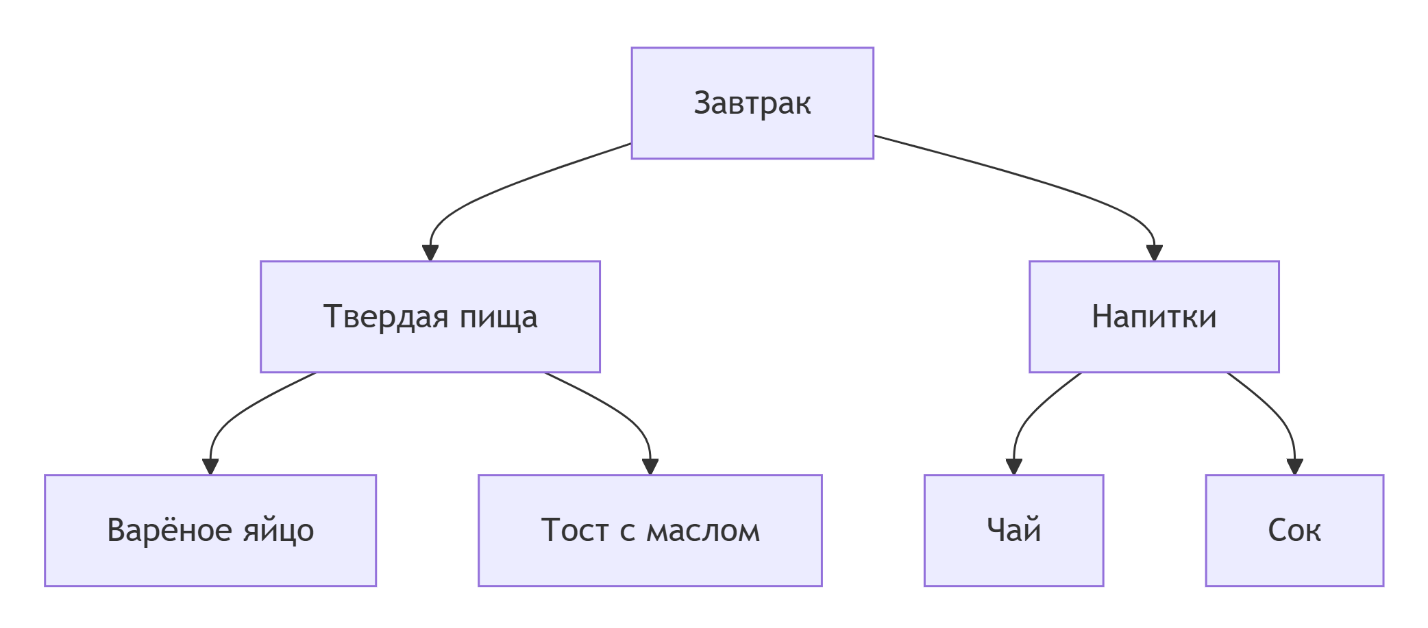 Завтрак
Твердая пища
Напитки
Варёное яйцо
Тост с маслом
Чай
Сок